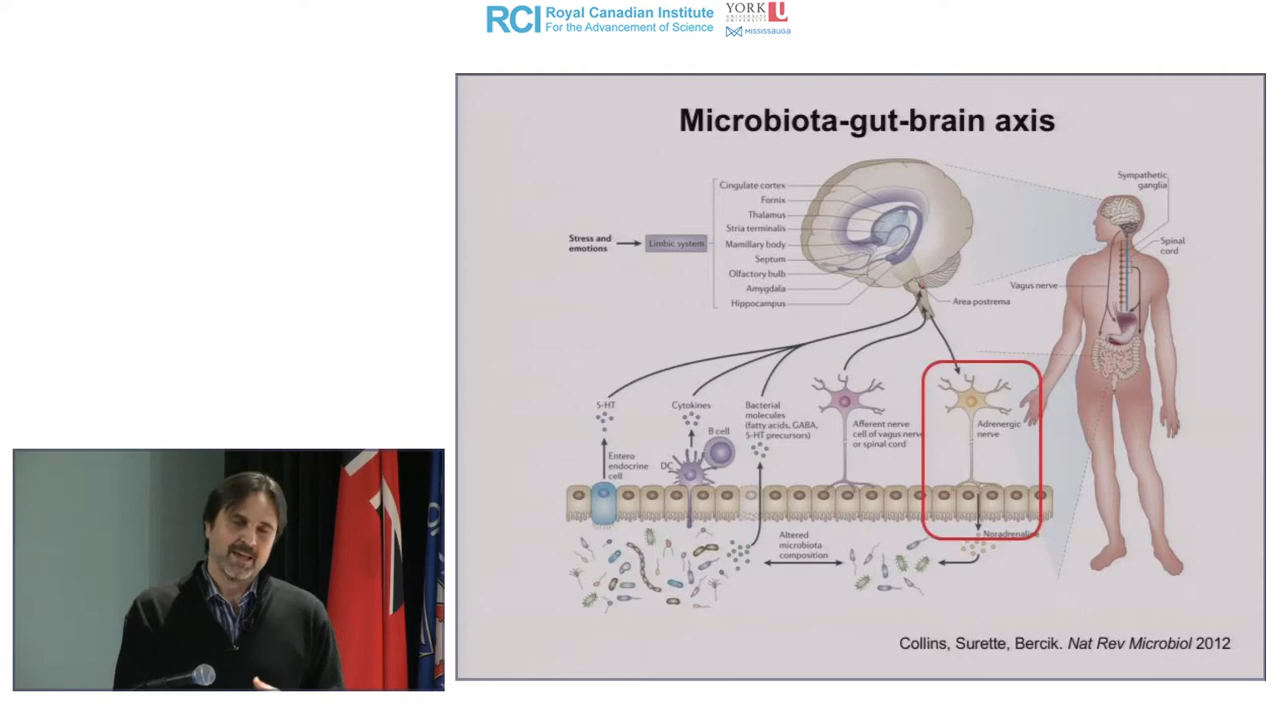 RCI Royal Canadian Institute
For the Advancement of Science
YORK U
UNIVERSITÉ
UNIVERSITY
MISSISSAUGA
Microbiota-gut-brain axis
Stress and
emotions
Limbic system
Cingulate cortex
Fornix
Thalamus
Stria terminalis
Mamillary body
Septum
Olfactory bulb
Amygdala
Hippocampus
Area postrema
Sympathetic
ganglia
Spinal
cord
Vagus nerve
5-HT
Entero
endocrine
cell
Cytokines
DC
B cell
Bacterial
molecules
(fatty acids, GABA,
5-HT precursors)
Afferent nerve
cell of vagus nerve
or spinal cord
Adrenergic
nerve
Noradrenaline
Altered
microbiota
composition
Collins, Surette, Bercik. Nat Rev Microbiol 2012